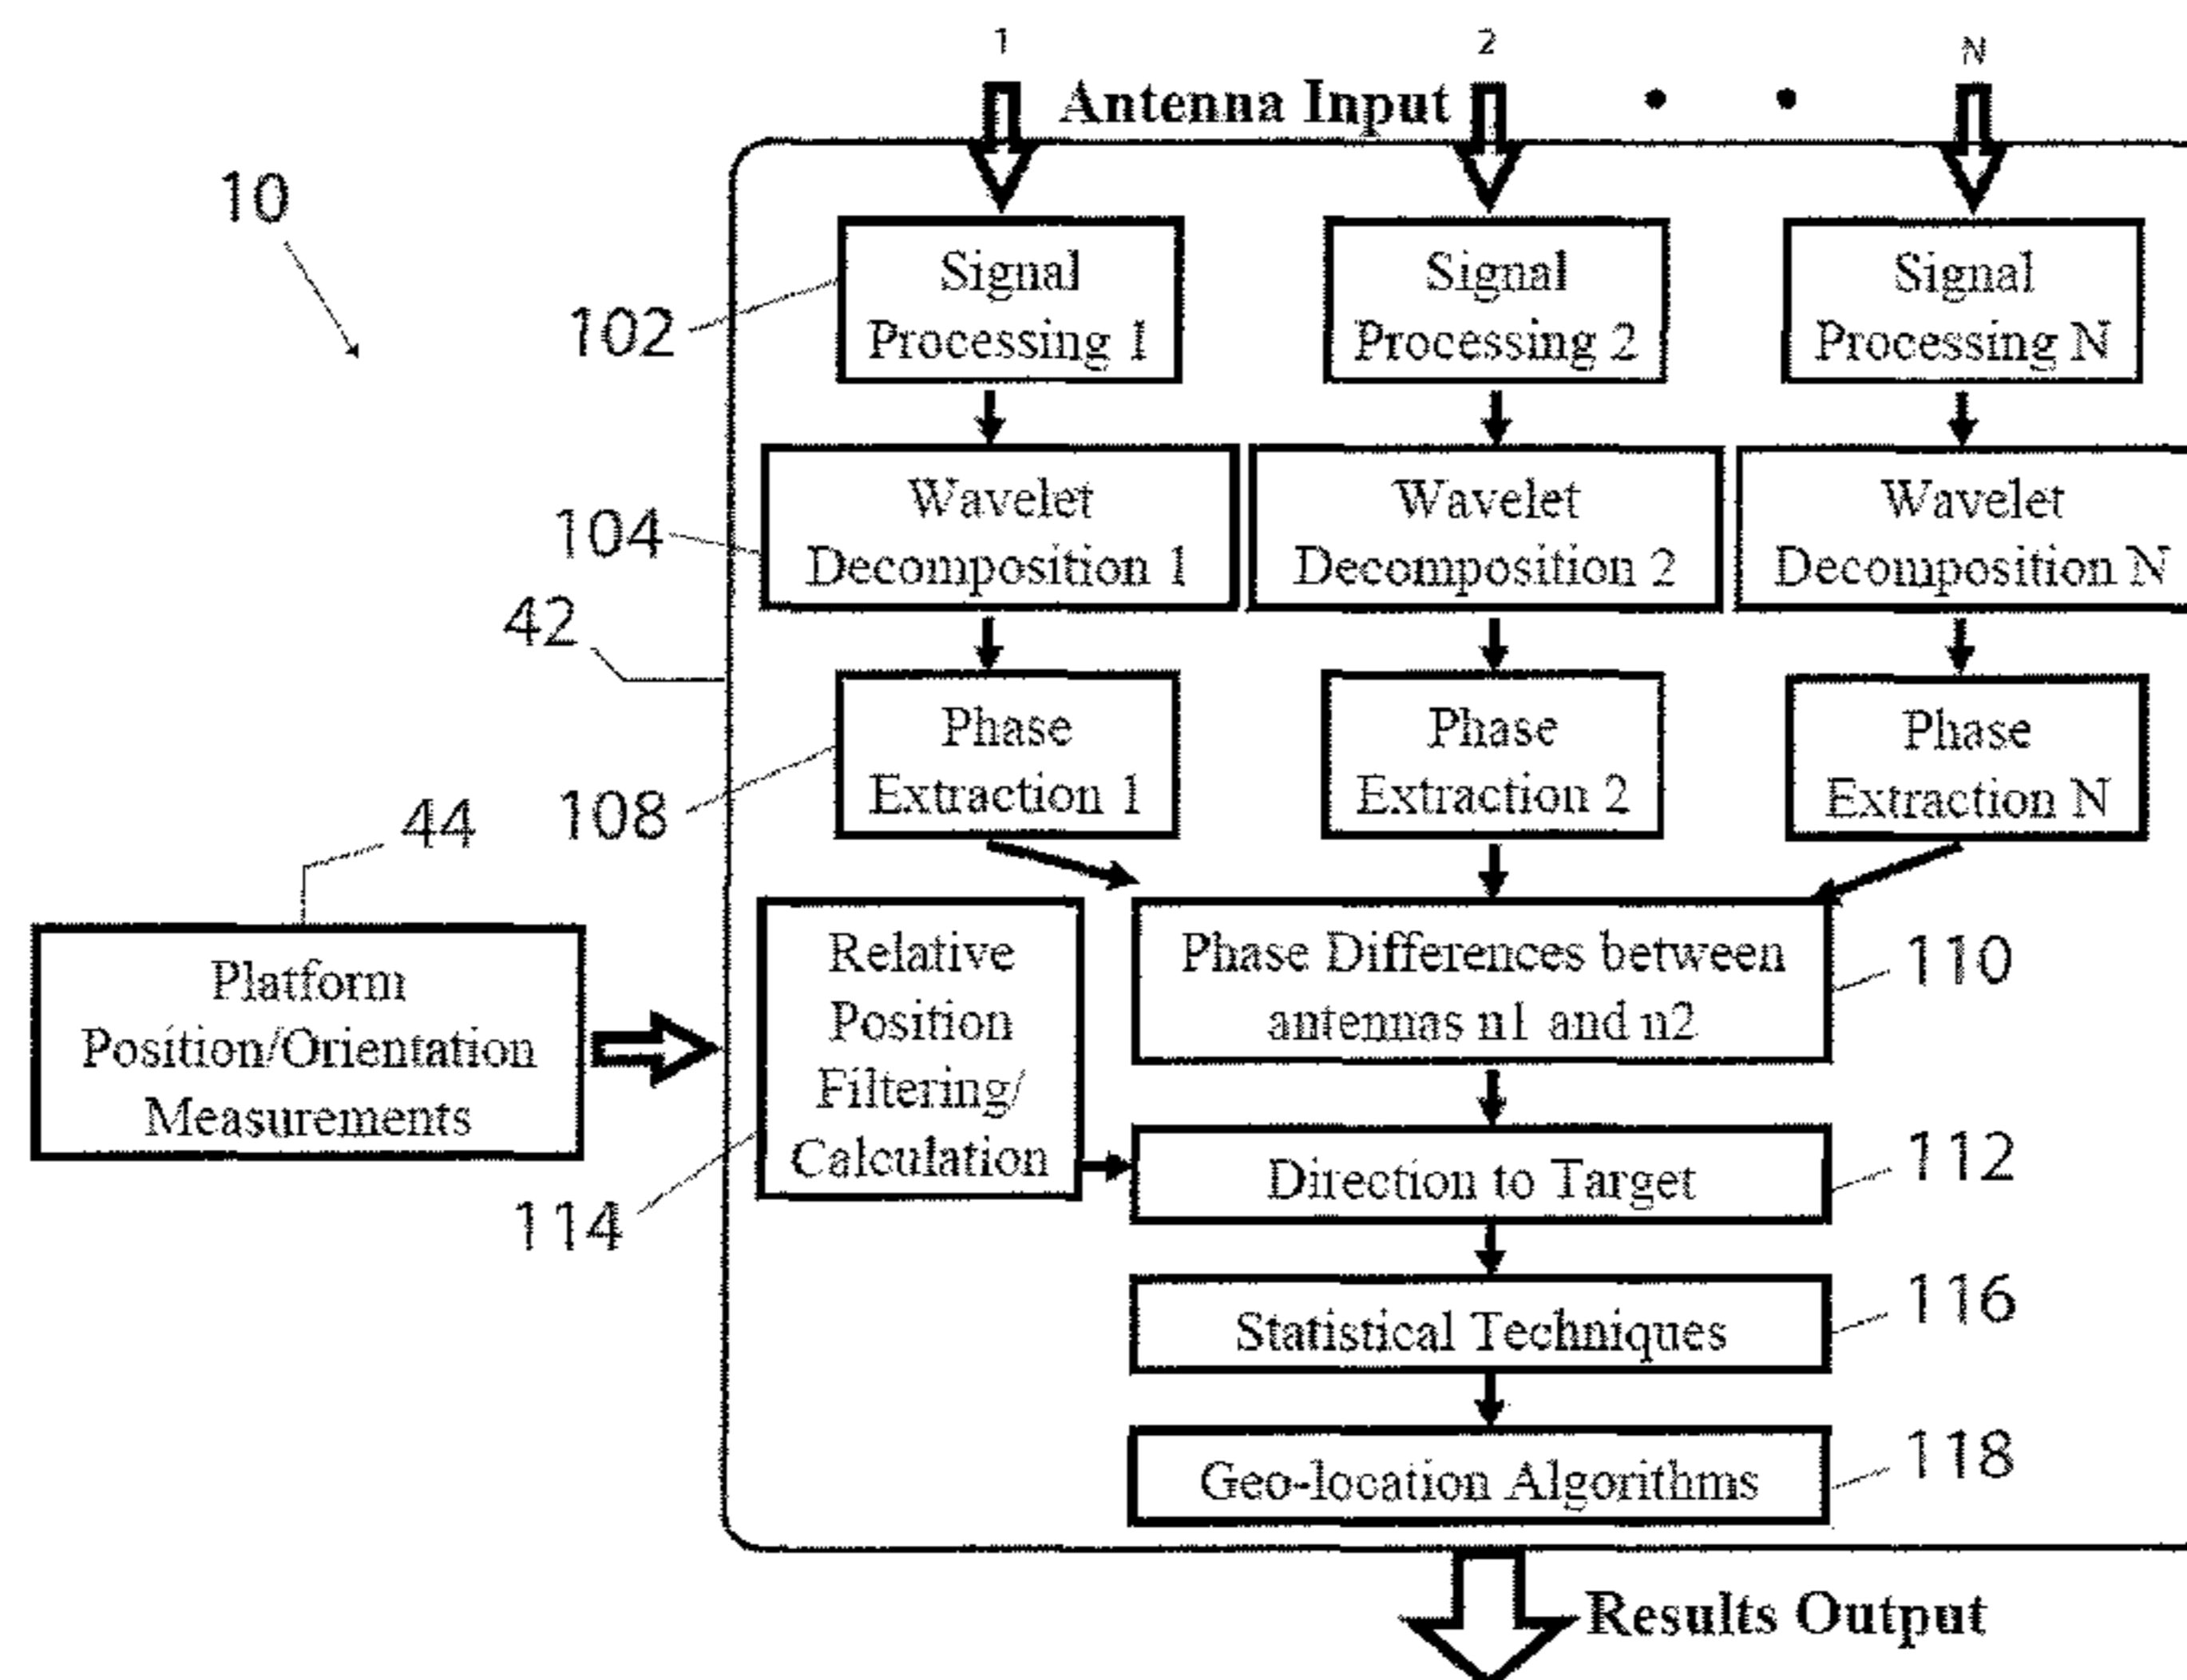 1
2
N
Antenna Input
10
Signal
Processing 1
Signal
Processing 2
Signal
Processing N
102
Wavelet
Decomposition 1
Wavelet
Decomposition 2
Wavelet
Decomposition N
104
42
Phase
Extraction 1
Phase
Extraction 2
Phase
Extraction N
108
44
Platform
Position/Orientation
Measurements
Relative
Position
Filtering/
Calculation
114
Phase Differences between
antennas n1 and n2
110
Direction to Target
112
Statistical Techniques
116
Geo-location Algorithms
118
Results Output